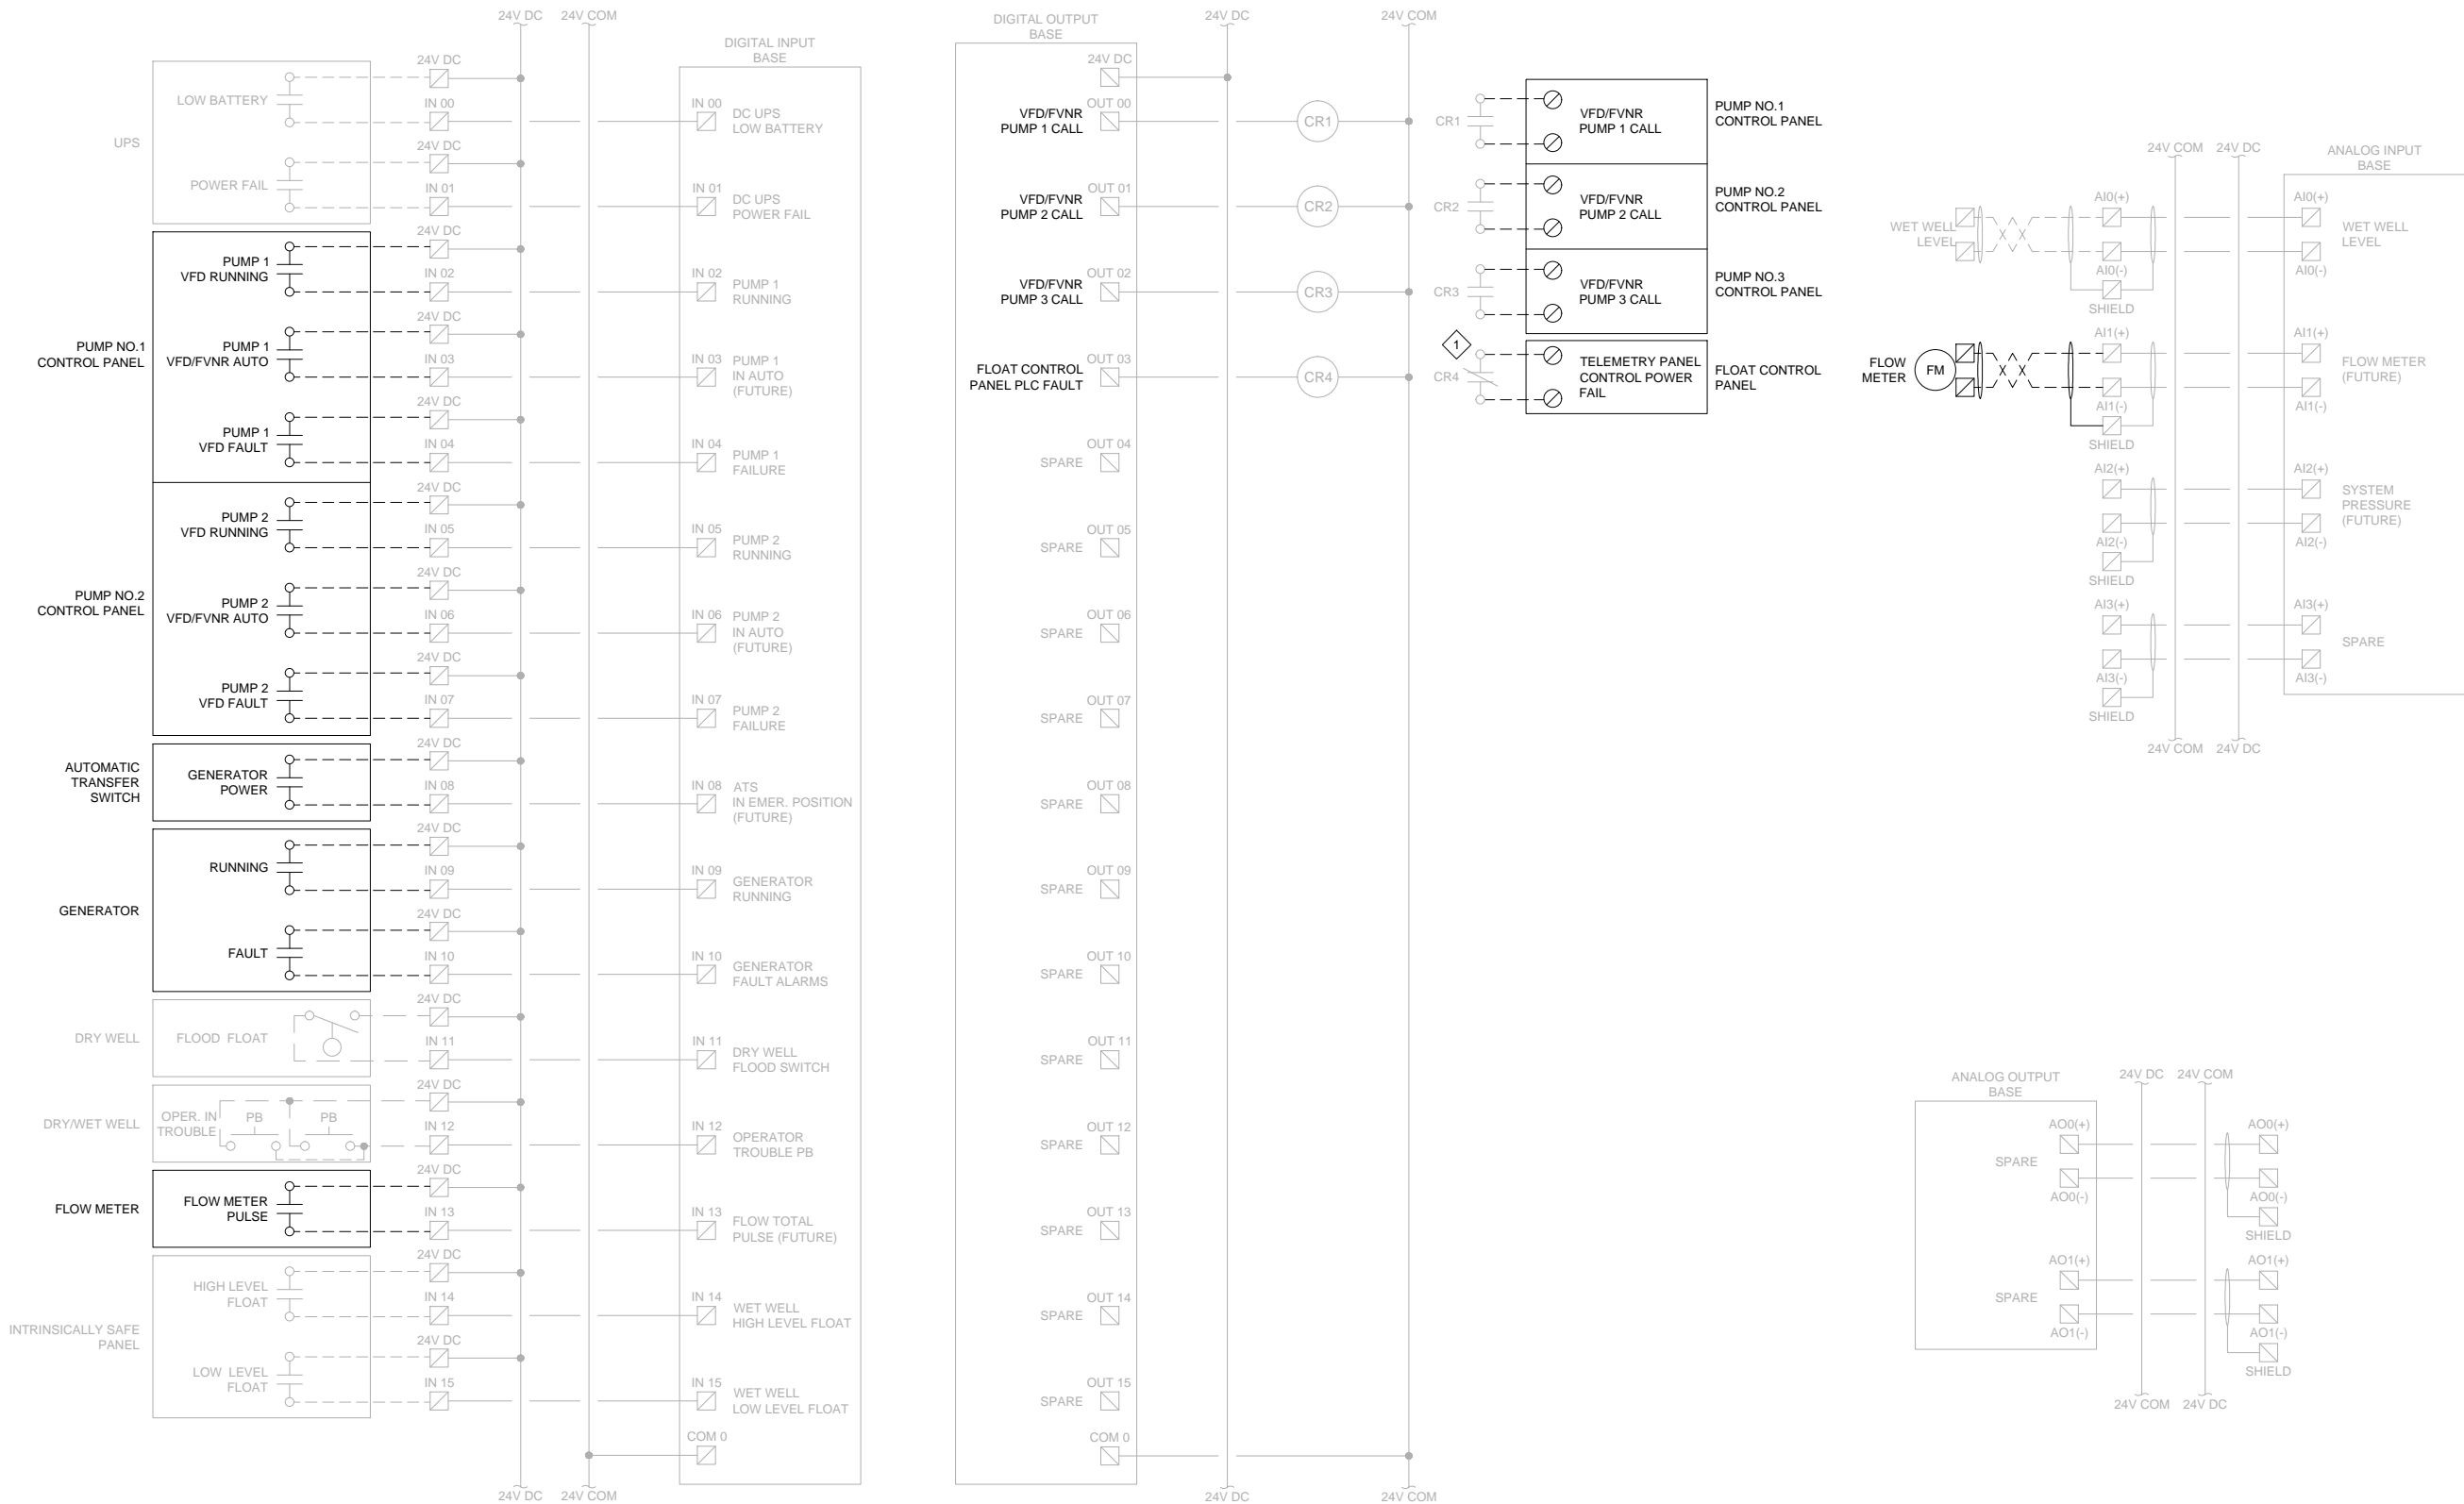 24V DC
24V COM
UPS
LOW BATTERY
24V DC
IN 00
POWER FAIL
24V DC
IN 01
PUMP NO.1
CONTROL PANEL
PUMP 1
VFD RUNNING
24V DC
IN 02
PUMP 1
VFD/FVNR AUTO
24V DC
IN 03
PUMP 1
VFD FAULT
24V DC
IN 04
PUMP NO.2
CONTROL PANEL
PUMP 2
VFD RUNNING
24V DC
IN 05
PUMP 2
VFD/FVNR AUTO
24V DC
IN 06
PUMP 2
VFD FAULT
24V DC
IN 07
AUTOMATIC
TRANSFER
SWITCH
GENERATOR
POWER
24V DC
IN 08
GENERATOR
RUNNING
24V DC
IN 09
FAULT
24V DC
IN 10
DRY WELL
FLOOD FLOAT
24V DC
IN 11
DRY/WET WELL
OPER. IN
TROUBLE
PB
PB
24V DC
IN 12
FLOW METER
FLOW METER
PULSE
24V DC
IN 13
INTRINSICALLY SAFE
PANEL
HIGH LEVEL
FLOAT
24V DC
IN 14
LOW LEVEL
FLOAT
24V DC
IN 15
24V DC
24V COM
DIGITAL INPUT
BASE
IN 00
DC UPS
LOW BATTERY
IN 01
DC UPS
POWER FAIL
IN 02
PUMP 1
RUNNING
IN 03
PUMP 1
IN AUTO
(FUTURE)
IN 04
PUMP 1
FAILURE
IN 05
PUMP 2
RUNNING
IN 06
PUMP 2
IN AUTO
(FUTURE)
IN 07
PUMP 2
FAILURE
IN 08
ATS
IN EMER. POSITION
(FUTURE)
IN 09
GENERATOR
RUNNING
IN 10
GENERATOR
FAULT ALARMS
IN 11
DRY WELL
FLOOD SWITCH
IN 12
OPERATOR
TROUBLE PB
IN 13
FLOW TOTAL
PULSE (FUTURE)
IN 14
WET WELL
HIGH LEVEL FLOAT
IN 15
WET WELL
LOW LEVEL FLOAT
COM 0
DIGITAL OUTPUT
BASE
24V DC
24V COM
24V DC
VFD/FVNR
PUMP 1 CALL
OUT 00
VFD/FVNR
PUMP 2 CALL
OUT 01
VFD/FVNR
PUMP 3 CALL
OUT 02
FLOAT CONTROL
PANEL PLC FAULT
OUT 03
SPARE
OUT 04
SPARE
OUT 05
SPARE
OUT 06
SPARE
OUT 07
SPARE
OUT 08
SPARE
OUT 09
SPARE
OUT 10
SPARE
OUT 11
SPARE
OUT 12
SPARE
OUT 13
SPARE
OUT 14
SPARE
OUT 15
COM 0
24V DC
24V COM
CR1
CR2
CR3
CR4
CR1
VFD/FVNR
PUMP 1 CALL
PUMP NO.1
CONTROL PANEL
CR2
VFD/FVNR
PUMP 2 CALL
PUMP NO.2
CONTROL PANEL
CR3
VFD/FVNR
PUMP 3 CALL
PUMP NO.3
CONTROL PANEL
1
CR4
TELEMETRY PANEL
CONTROL POWER
FAIL
FLOAT CONTROL
PANEL
24V COM
24V DC
ANALOG INPUT
BASE
WET WELL
LEVEL
AI0(+)
AI0(-)
SHIELD
AI0(+)
AI0(-)
WET WELL
LEVEL
FLOW
METER
FM
AI1(+)
AI1(-)
SHIELD
AI1(+)
AI1(-)
FLOW METER
(FUTURE)
AI2(+)
AI2(-)
SHIELD
AI2(+)
AI2(-)
SYSTEM
PRESSURE
(FUTURE)
AI3(+)
AI3(-)
SHIELD
AI3(+)
AI3(-)
SPARE
24V COM
24V DC
ANALOG OUTPUT
BASE
24V DC
24V COM
SPARE
AO0(+)
AO0(-)
AO0(+)
AO0(-)
SHIELD
SPARE
AO1(+)
AO1(-)
AO1(+)
AO1(-)
SHIELD
24V COM
24V DC